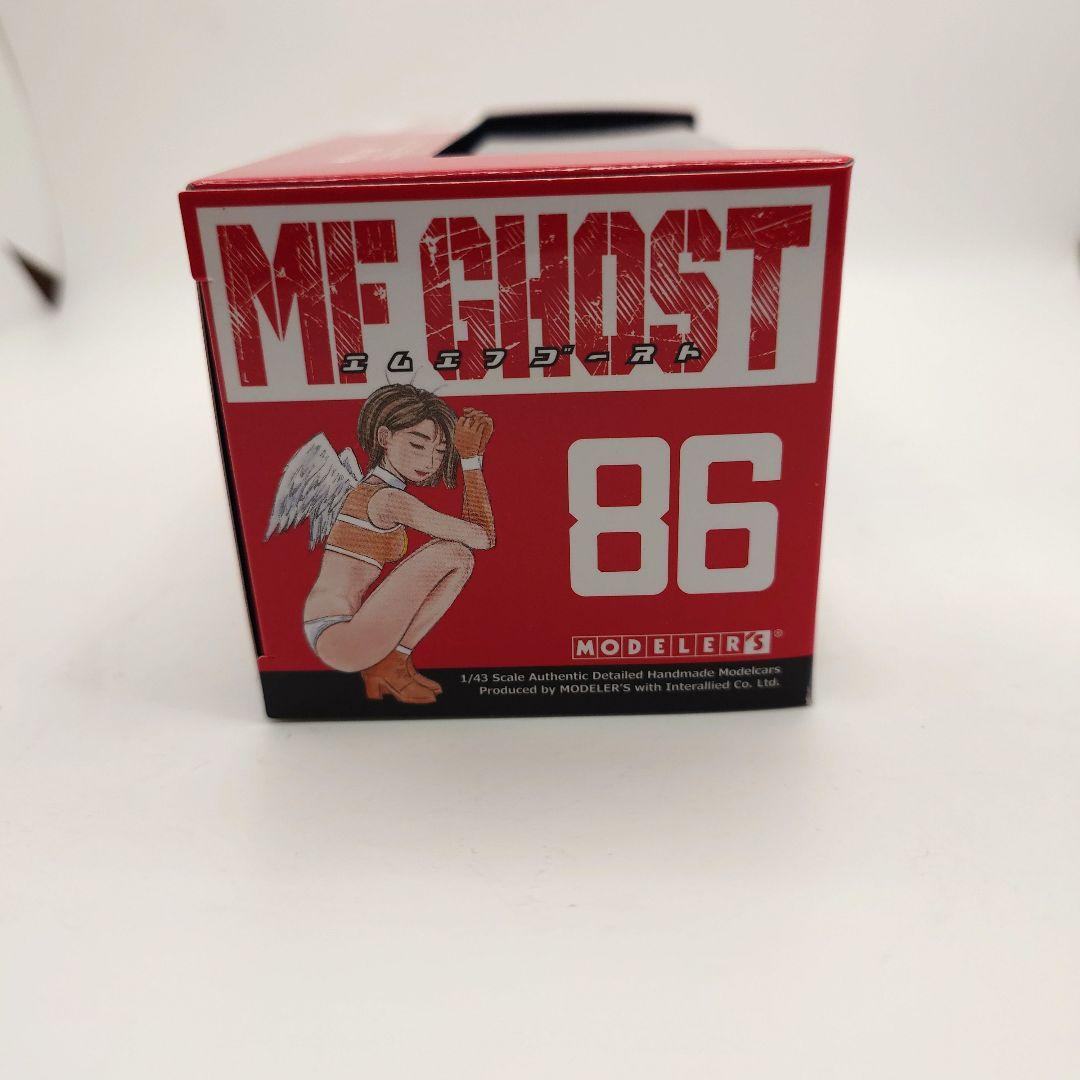 MF GHOST
エムエフゴースト
86
MODELER'S®
1/43 Scale Authentic Detailed Handmade Modelcars
Produced by MODELER'S with Interallied Co. Ltd.